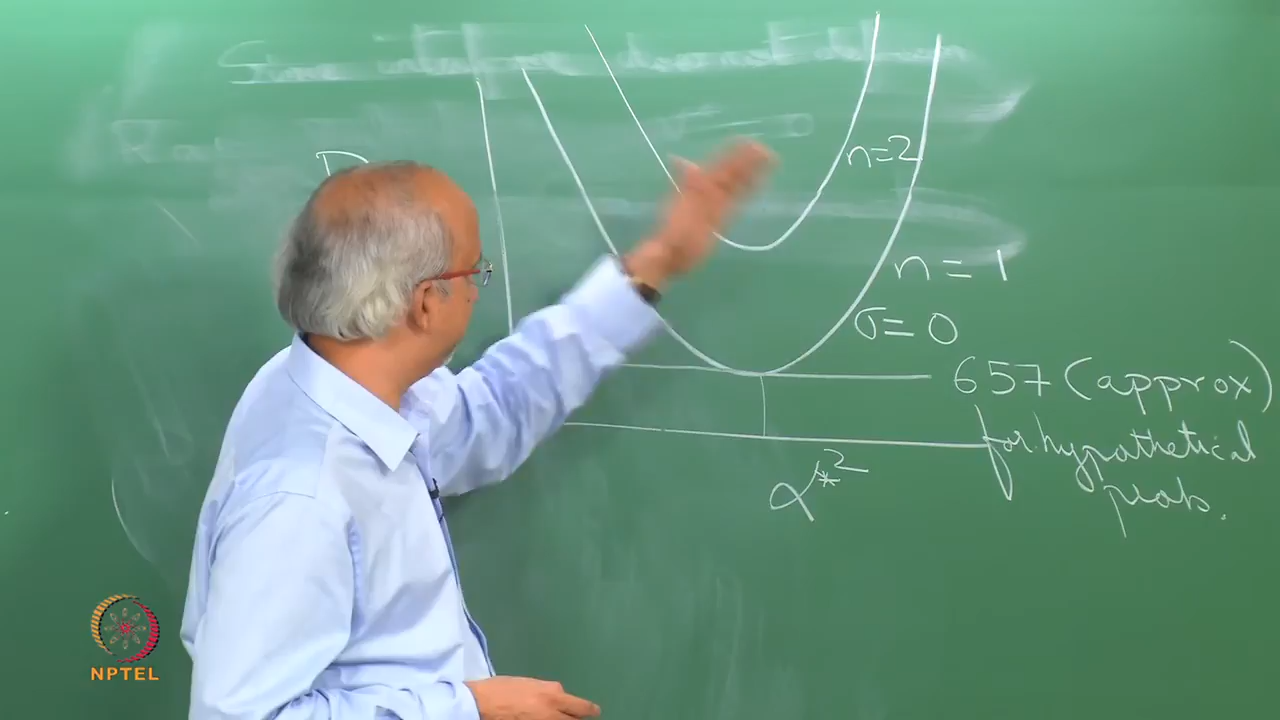 n=2
n = 1
σ = 0
657 (approx)
for hypothetical
prob.
α*²
NPTEL